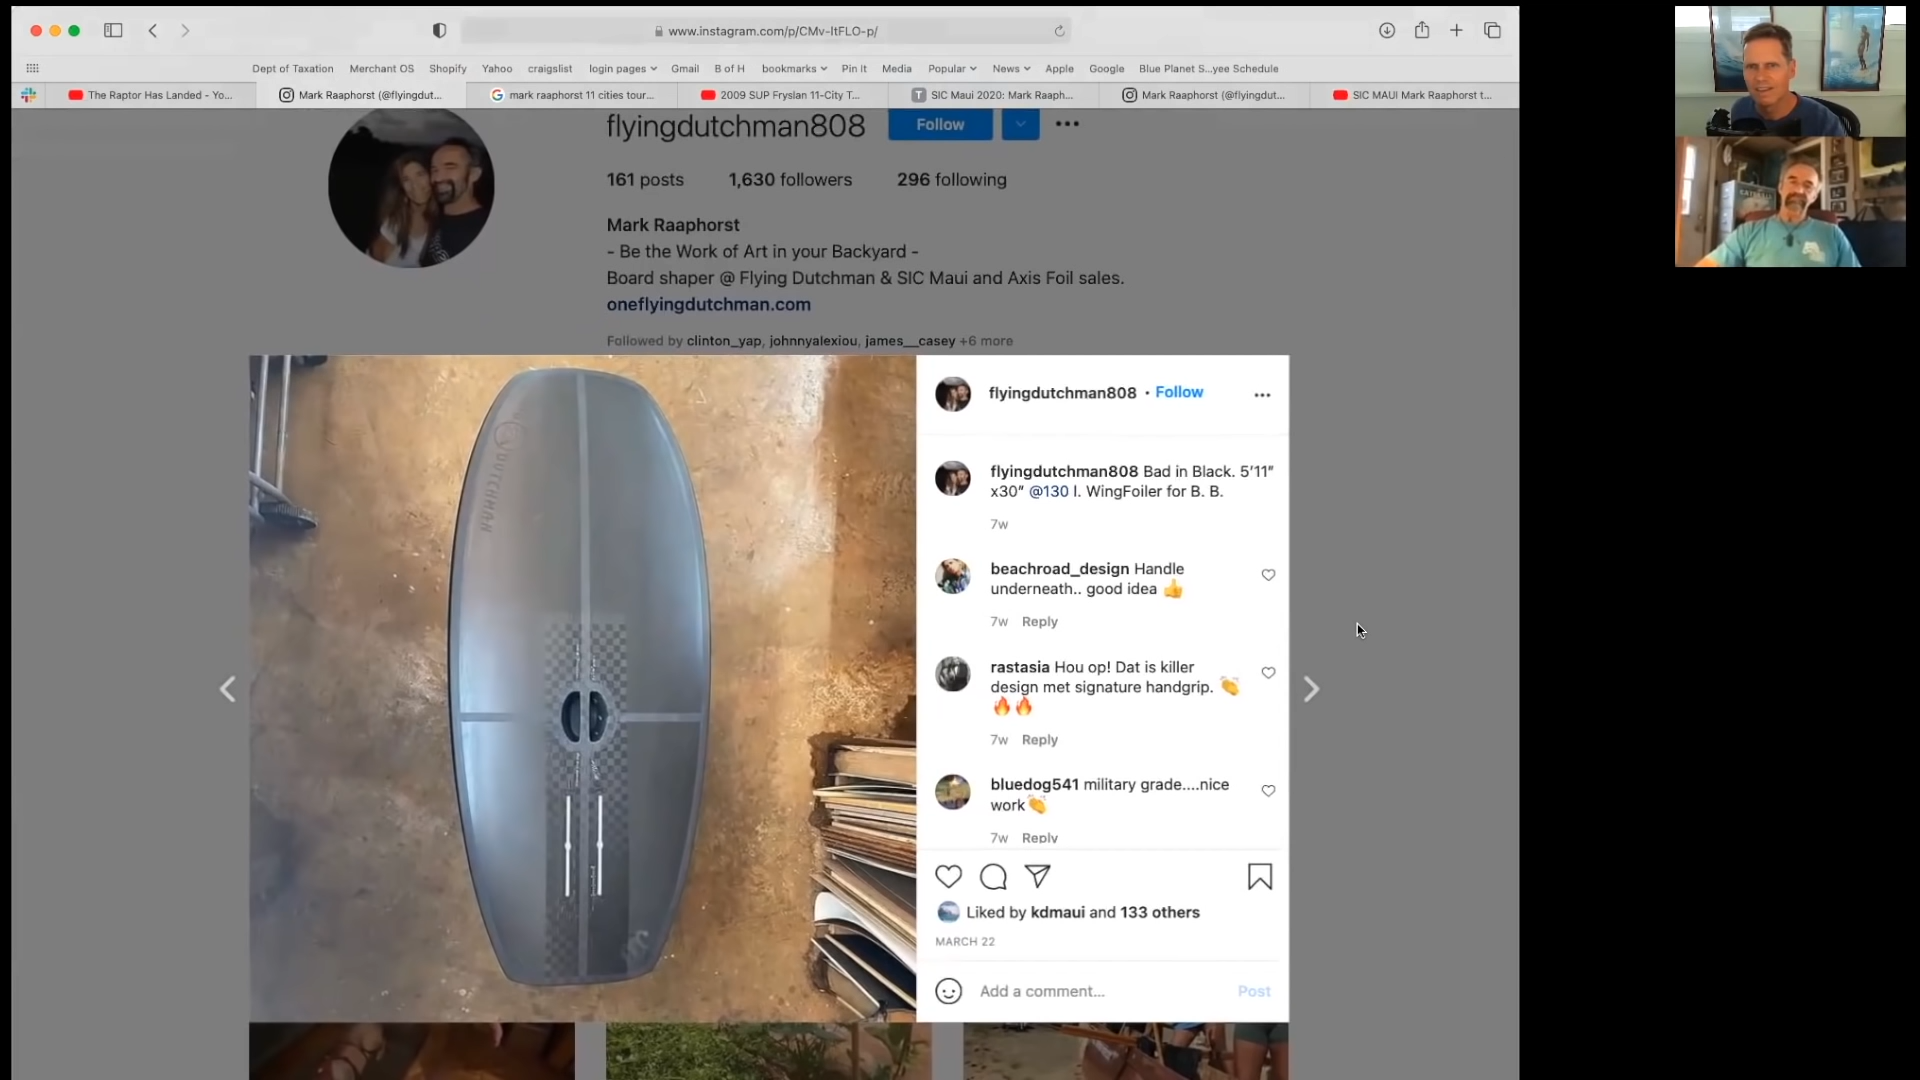 www.instagram.com/p/CMv-ItFLO-p/
Dept of Taxation Merchant OS Shopify Yahoo craigslist login pages Gmail B of H bookmarks Pin It Media Popular News Apple Google Blue Planet S...yee Schedule
The Raptor Has Landed - Yo... Mark Raaphorst (@flyingdut... mark raaphorst 11 cities tour... 2009 SUP Fryslan 11-City T... T SIC Maui 2020: Mark Raaph... Mark Raaphorst (@flyingdut... SIC MAUI Mark Raaphorst t...
flyingdutchman808 Follow
161 posts 1,630 followers 296 following
Mark Raaphorst
- Be the Work of Art in your Backyard -
Board shaper @ Flying Dutchman & SIC Maui and Axis Foil sales.
oneflyingdutchman.com
Followed by clinton_yap, johnnyalexiou, james__casey +6 more
DUTCHMAN
flyingdutchman808 • Follow
flyingdutchman808 Bad in Black. 5'11"
x30" @130 l. WingFoiler for B. B.
7w
beachroad_design Handle
underneath.. good idea 👍
7w Reply
rastasia Hou op! Dat is killer
design met signature handgrip. 👏
🔥🔥
7w Reply
bluedog541 military grade....nice
work👏
7w Reply
Liked by kdmaui and 133 others
MARCH 22
Add a comment... Post